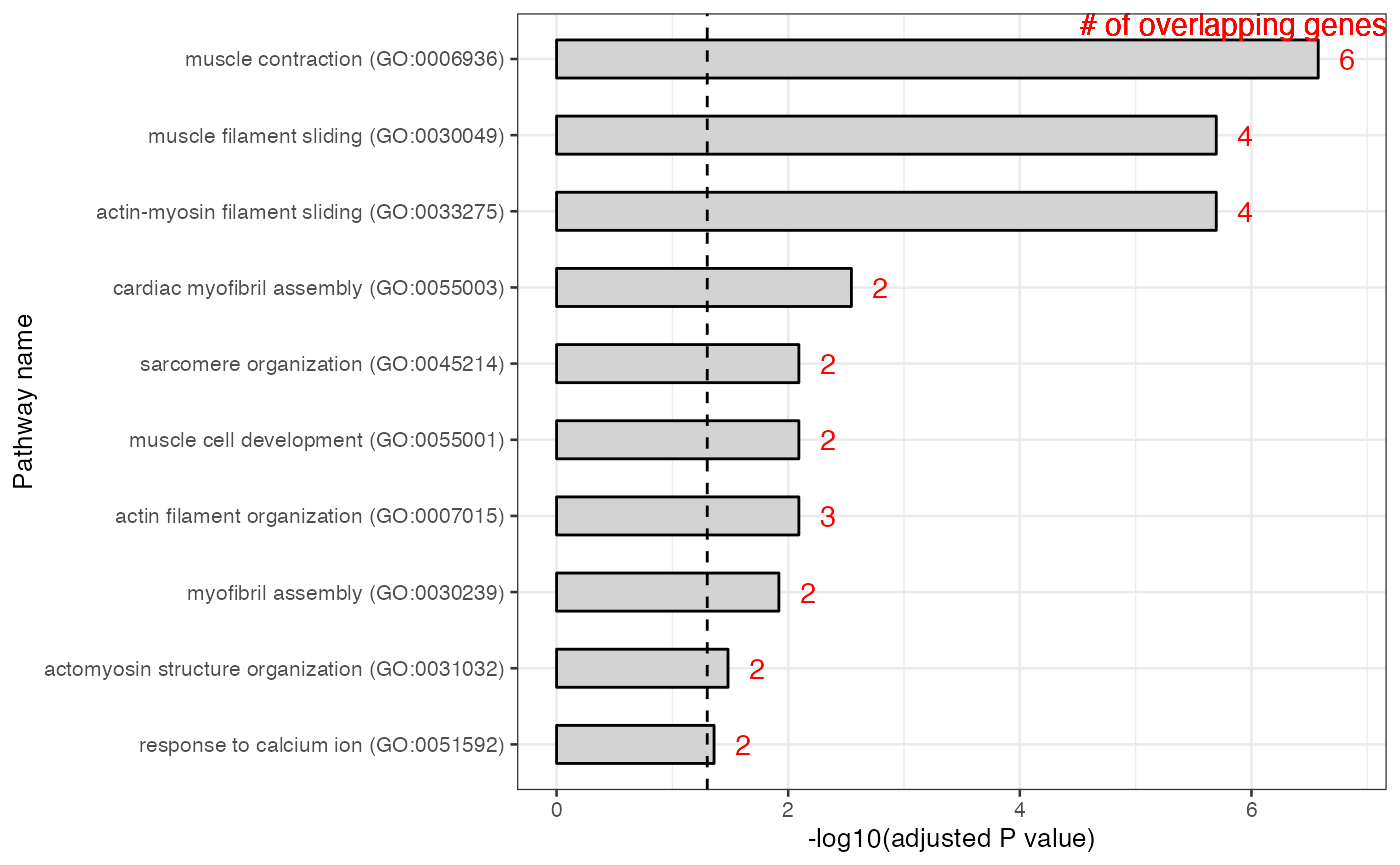 # of overlapping genes
muscle contraction (GO:0006936)
6
muscle filament sliding (GO:0030049)
4
actin-myosin filament sliding (GO:0033275)
4
cardiac myofibril assembly (GO:0055003)
2
sarcomere organization (GO:0045214)
2
muscle cell development (GO:0055001)
2
actin filament organization (GO:0007015)
3
myofibril assembly (GO:0030239)
2
actomyosin structure organization (GO:0031032)
2
response to calcium ion (GO:0051592)
2
Pathway name
0 2 4 6
-log10(adjusted P value)